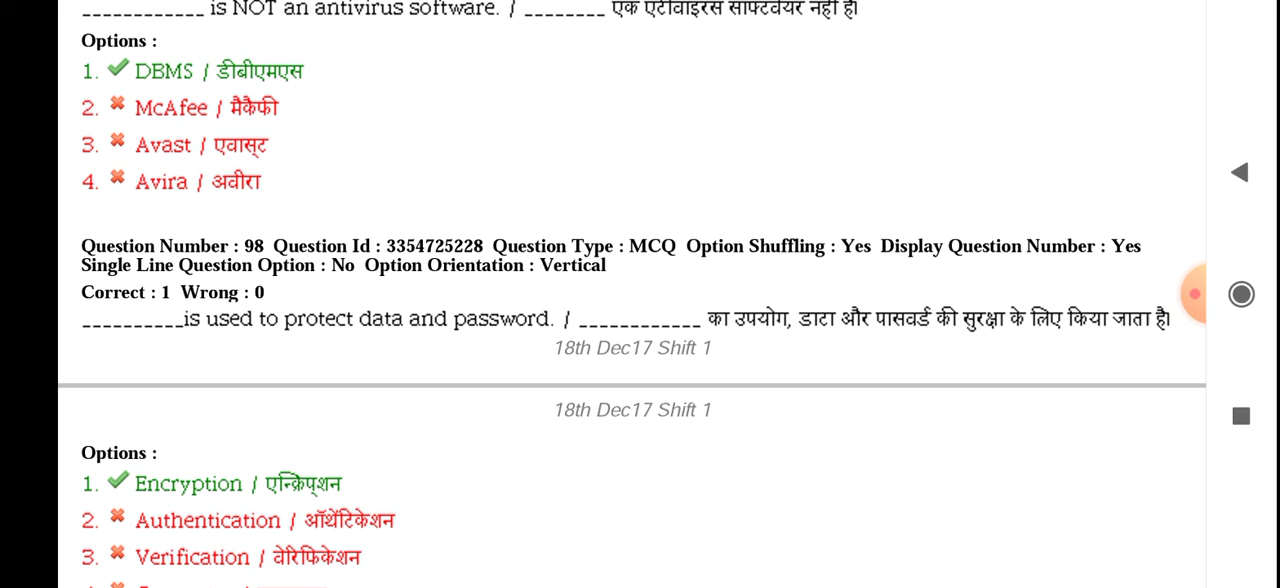 ____________ is NOT an antivirus software. / ________ एक एंटीवाइरस सॉफ्टवेयर नहीं है।
Options :
1. ✔ DBMS / डीबीएमएस
2. ✖ McAfee / मैकैफी
3. ✖ Avast / एवास्ट
4. ✖ Avira / अवीरा
Question Number : 98 Question Id : 3354725228 Question Type : MCQ Option Shuffling : Yes Display Question Number : Yes
Single Line Question Option : No Option Orientation : Vertical
Correct : 1 Wrong : 0
__________is used to protect data and password. / ____________ का उपयोग, डाटा और पासवर्ड की सुरक्षा के लिए किया जाता है।
18th Dec17 Shift 1
18th Dec17 Shift 1
Options :
1. ✔ Encryption / एन्क्रिप्शन
2. ✖ Authentication / ऑथेंटिकेशन
3. ✖ Verification / वेरिफिकेशन